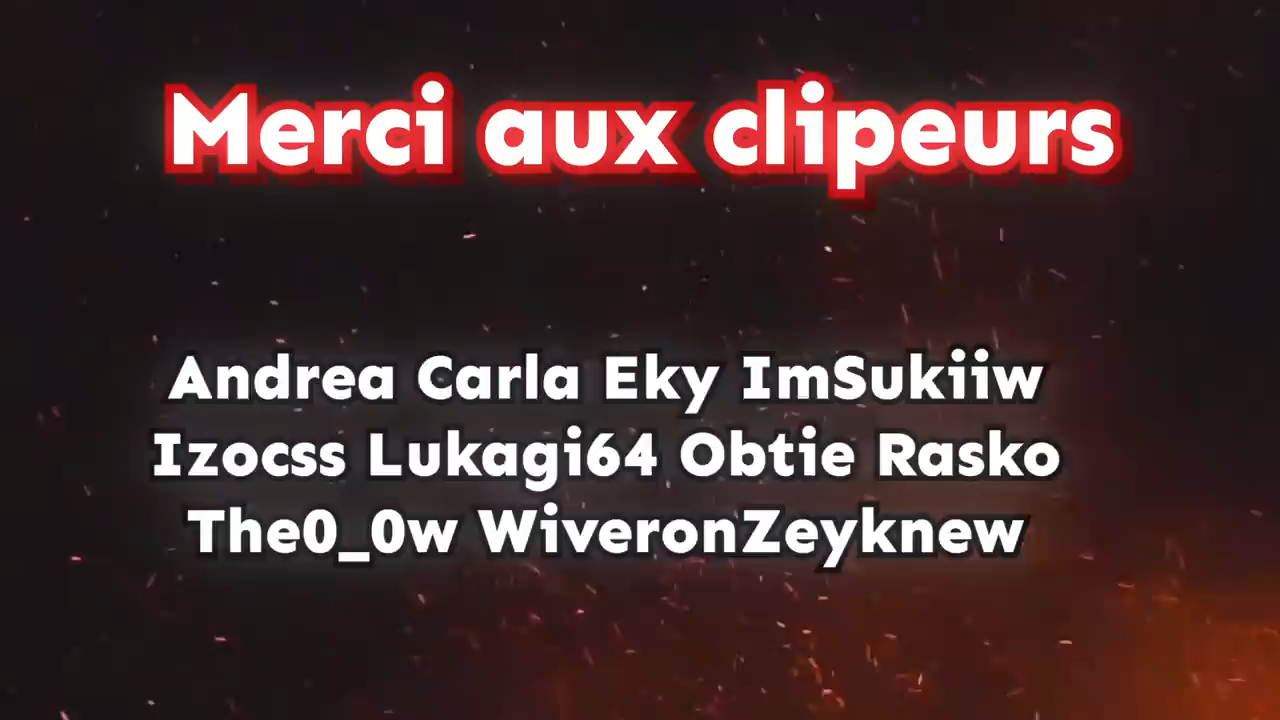 Merci aux clipeurs
Andrea Carla Eky ImSukiiw
Izocss Lukagi64 Obtie Rasko
The0_0w WiveronZeyknew